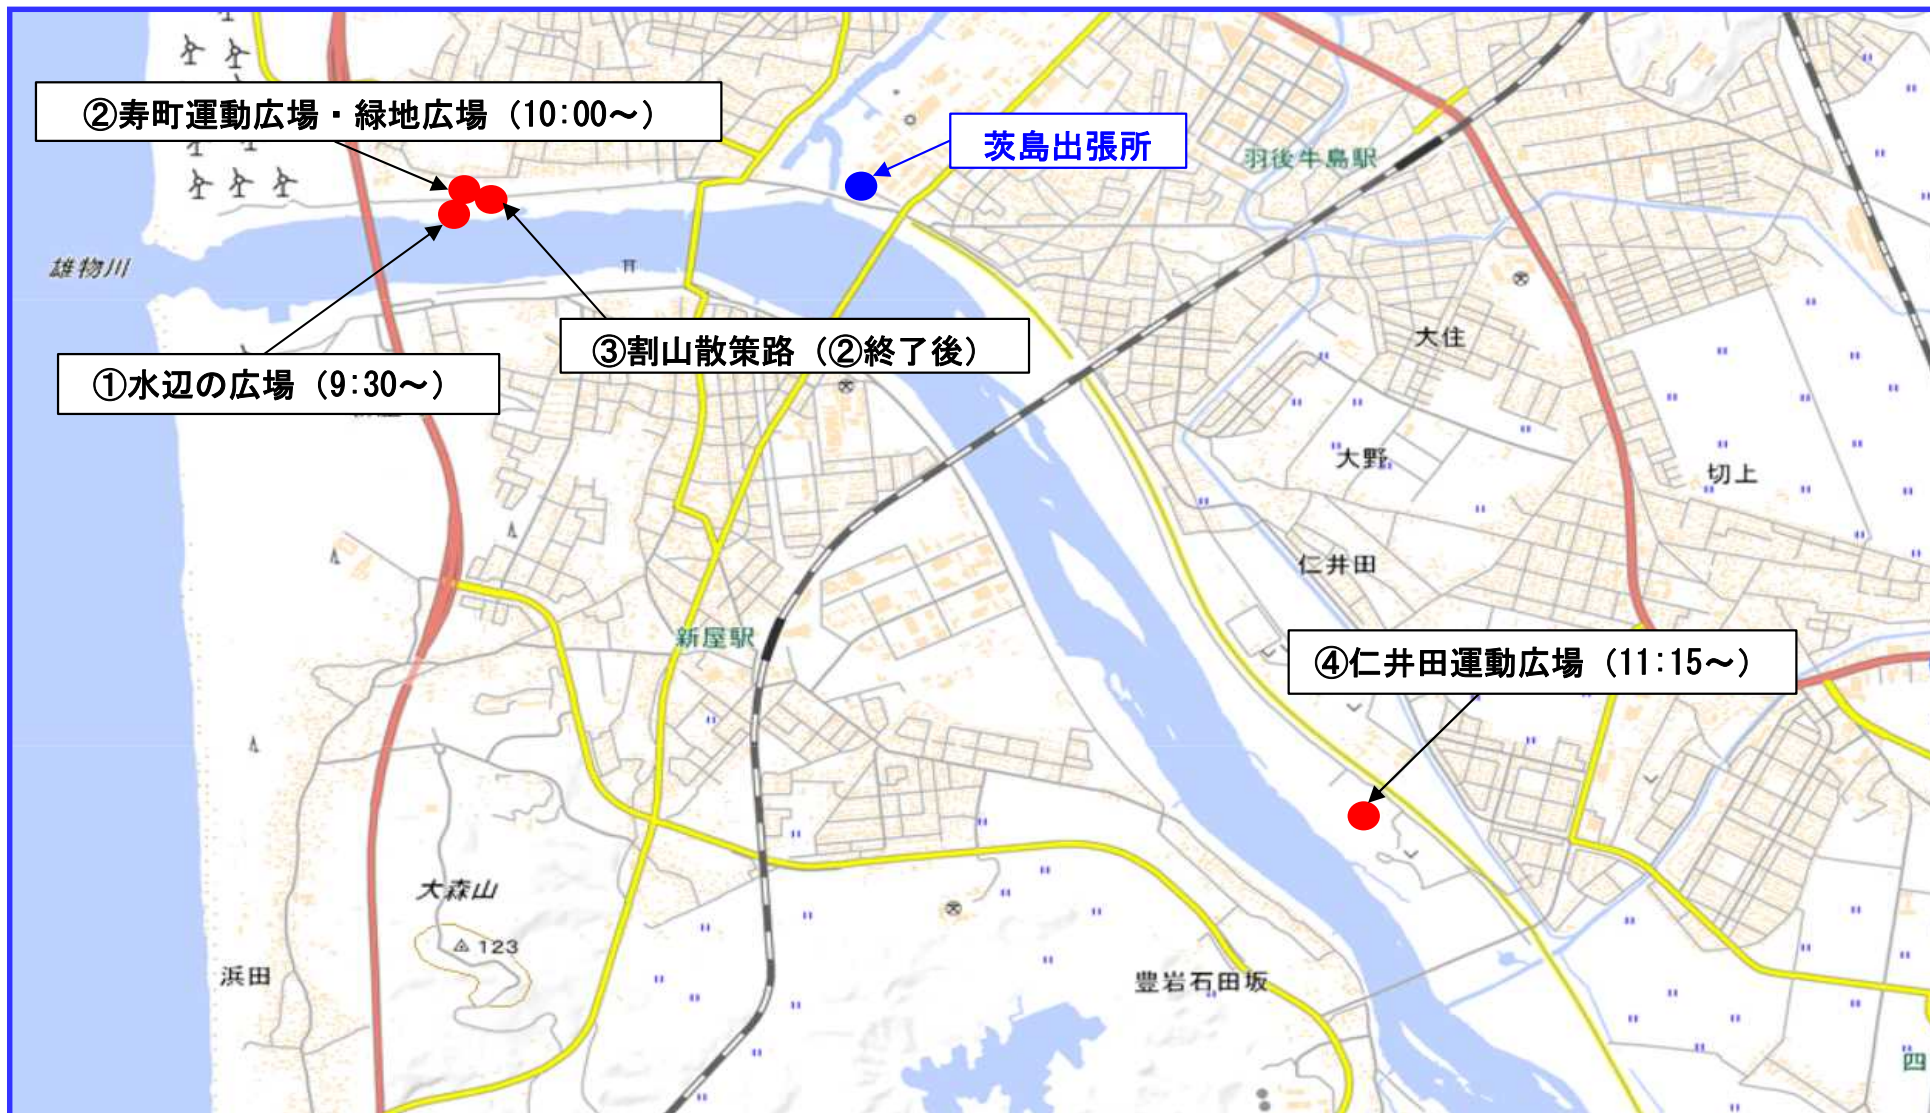 ②寿町運動広場・緑地広場（10:00～）
茨島出張所
羽後牛島駅
雄物川
③割山散策路（②終了後）
大住
①水辺の広場（9:30～）
大野
切上
仁井田
新屋駅
④仁井田運動広場（11:15～）
大森山
123
浜田
豊岩石田坂
四